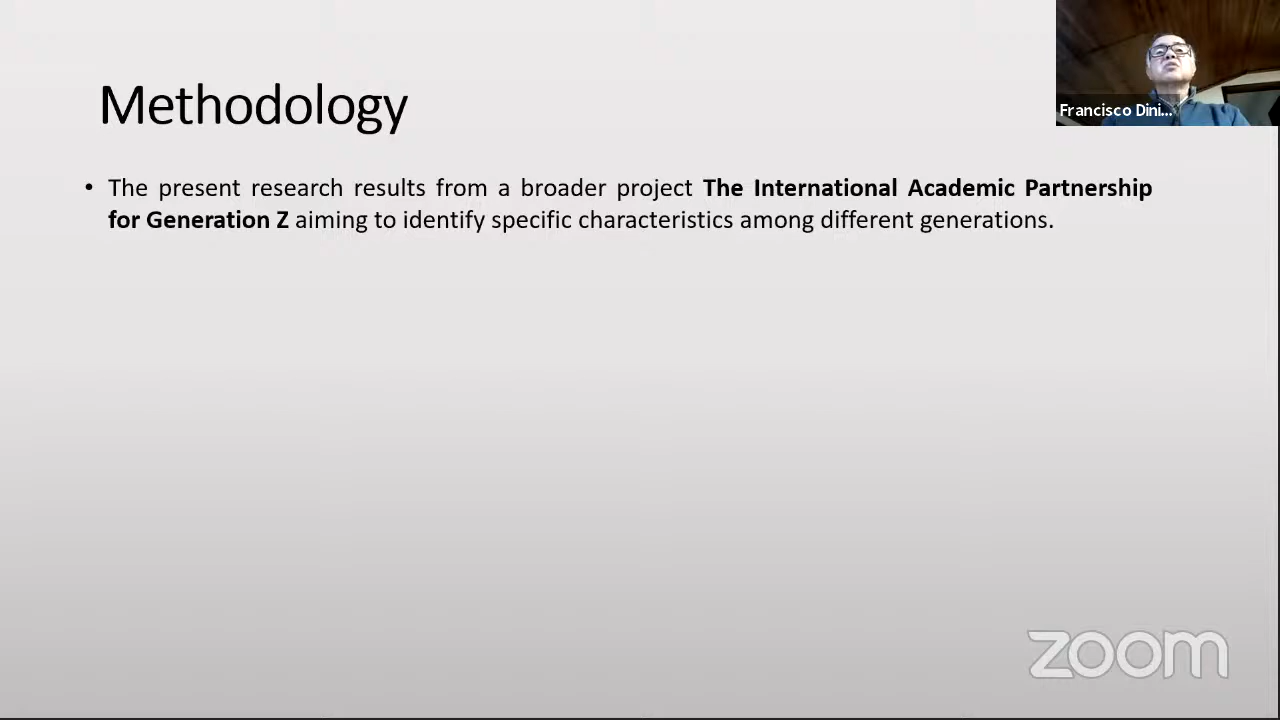 Methodology
Francisco Dini...
• The present research results from a broader project The International Academic Partnership
for Generation Z aiming to identify specific characteristics among different generations.
zoom